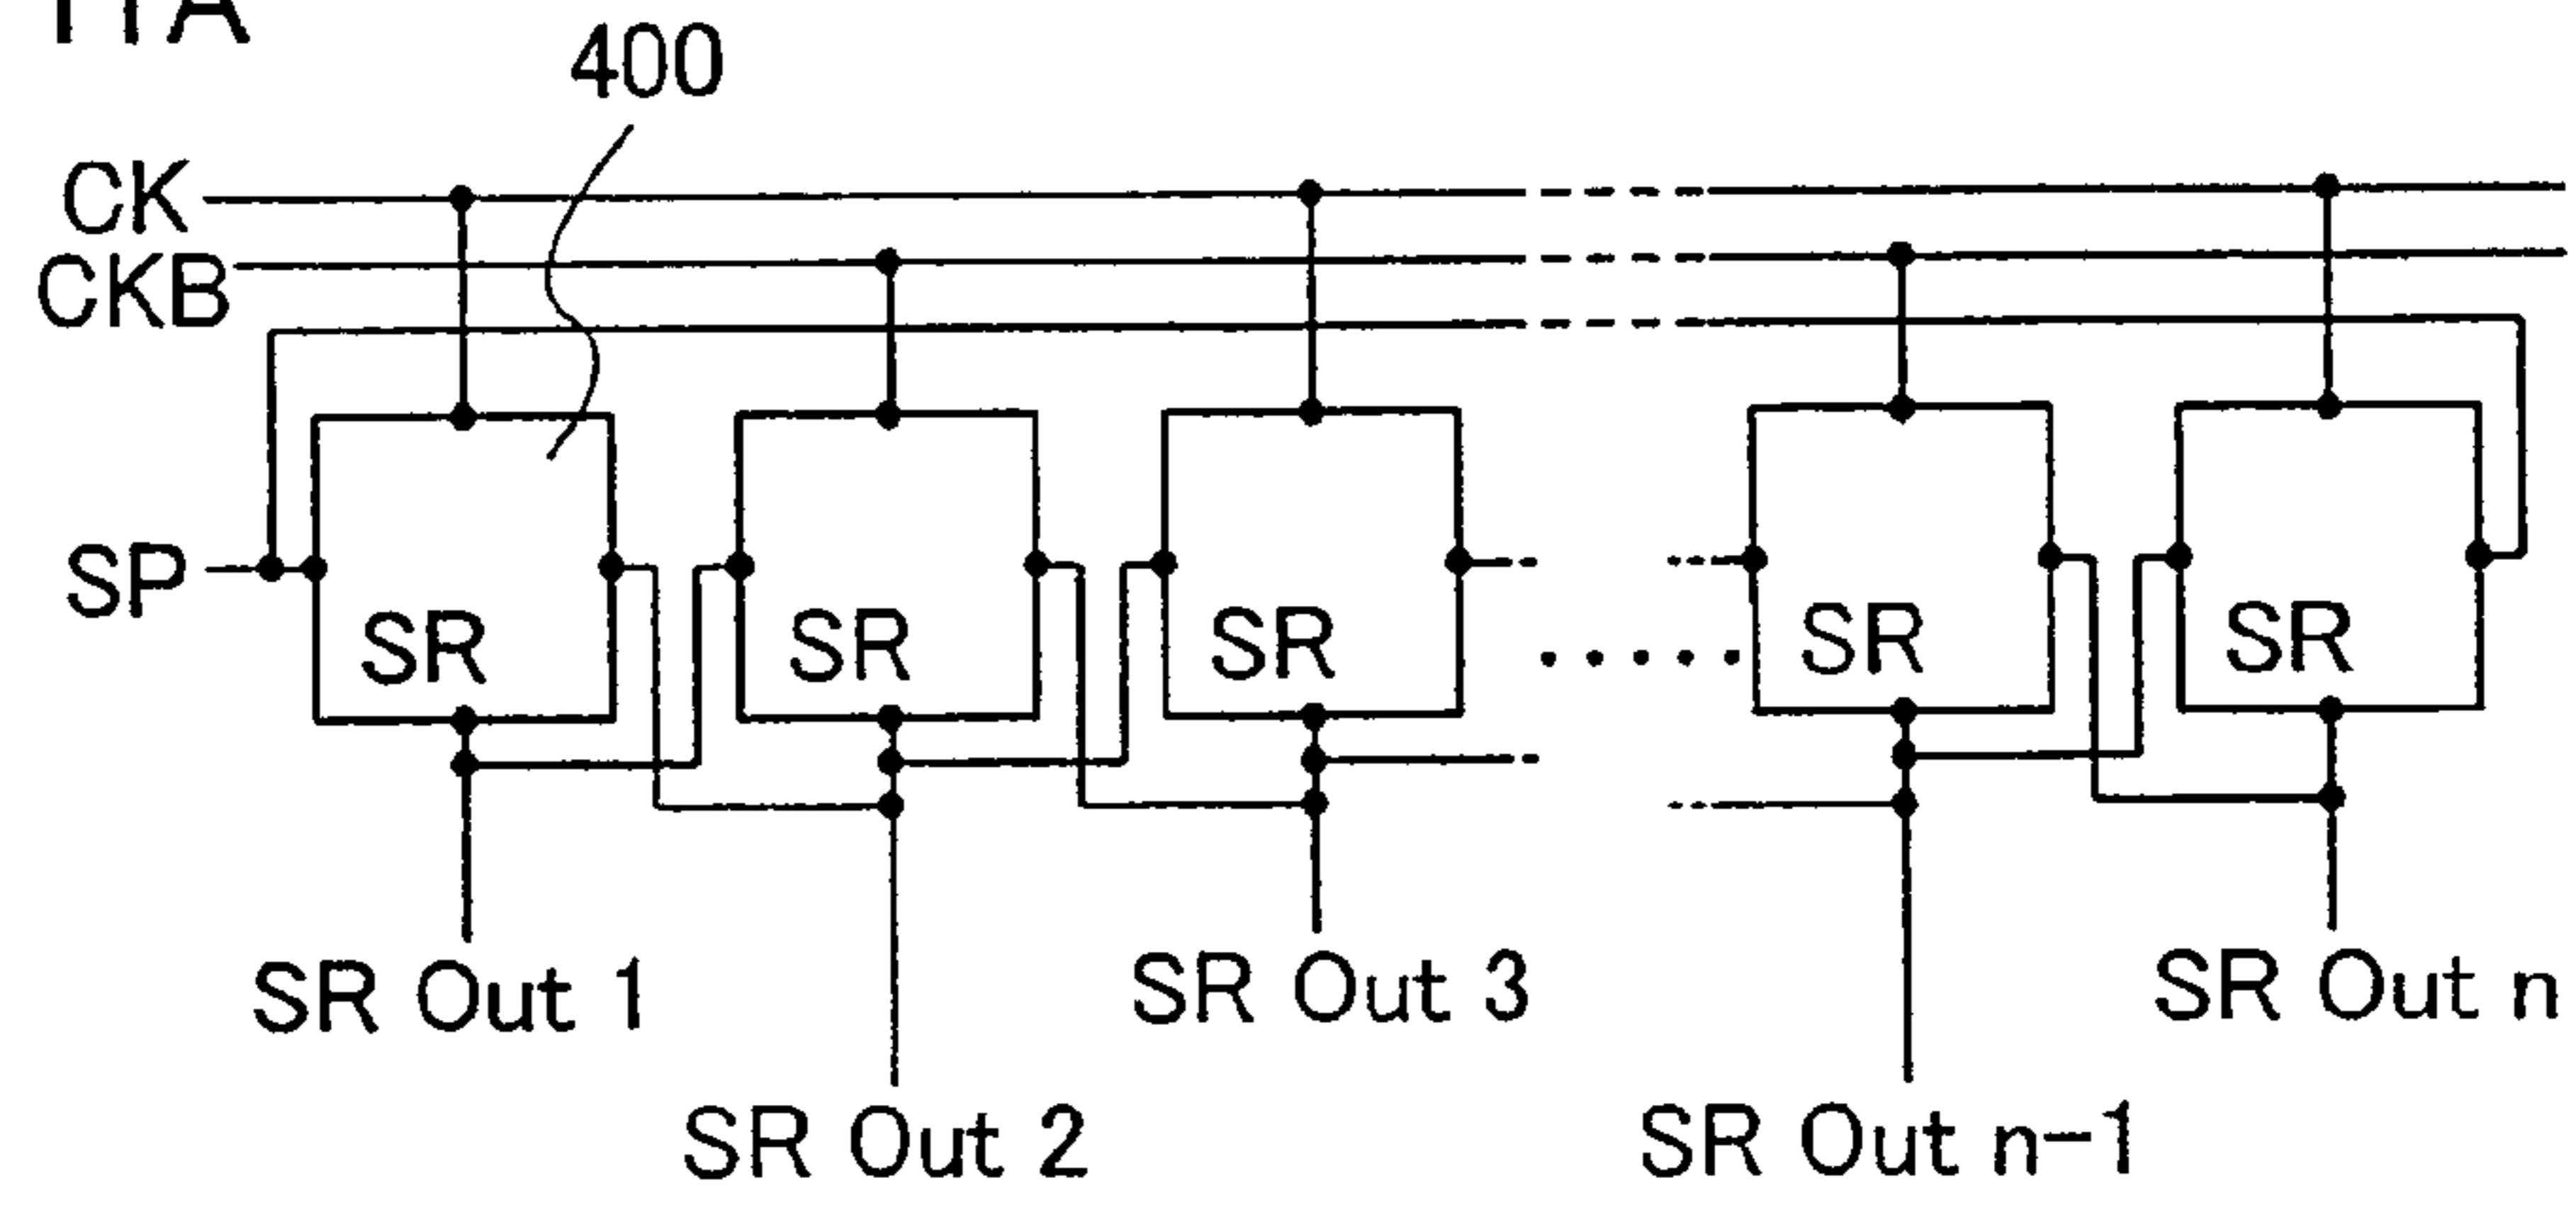 11A
400
CK
CKB
SP
SR
SR
SR
SR
SR
SR Out 1
SR Out 3
SR Out n
SR Out 2
SR Out n-1